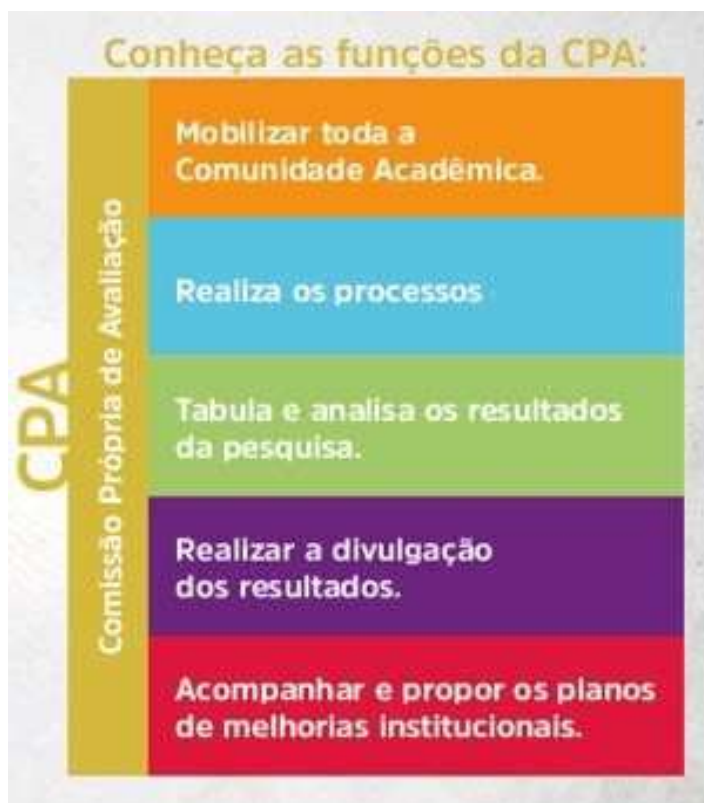 Conheça as funções da CPA:
CPA
Comissão Própria de Avaliação
Mobilizar toda a
Comunidade Acadêmica.
Realiza os processos
Tabula e analisa os resultados
da pesquisa.
Realizar a divulgação
dos resultados.
Acompanhar e propor os planos
de melhorias institucionais.